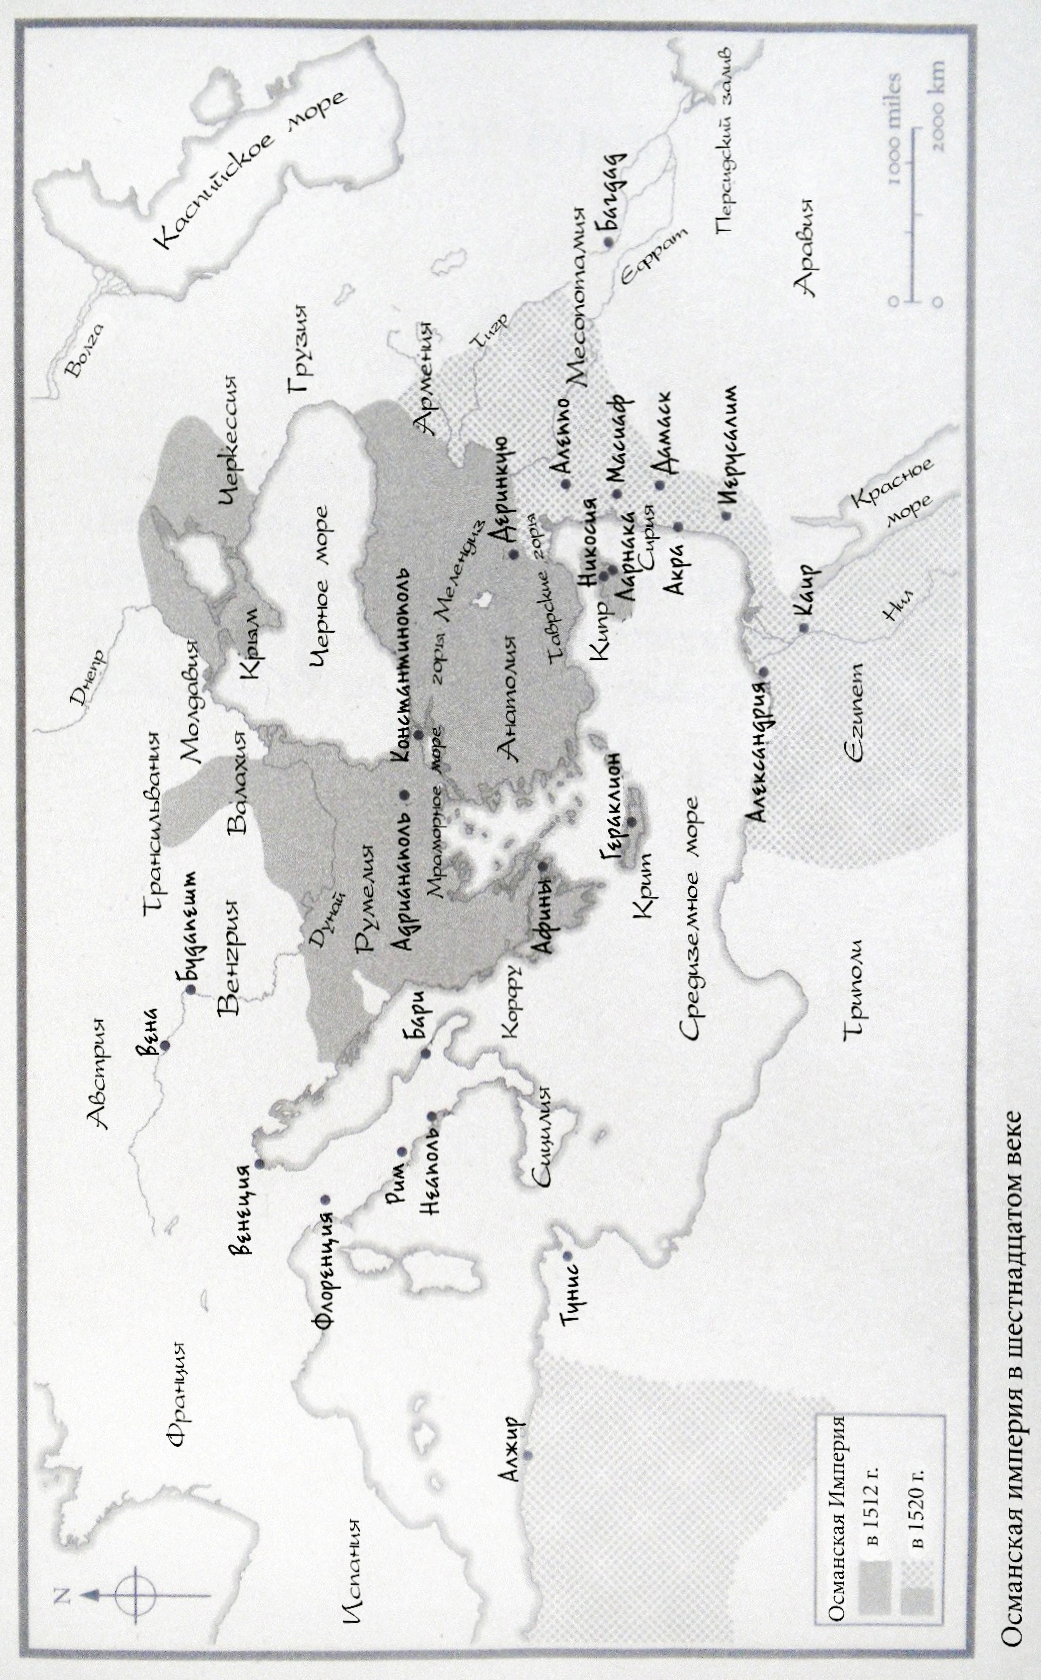 N
Франция
Австрия
Вена
Будапешт
Венгрия
Трансильвания
Молдавия
Валахия
Днепр
Волга
Каспийское море
Черкессия
Грузия
Крым
Черное море
Испания
Флоренция
Венеция
Рим
Неаполь
Бари
Дунай
Румелия
Адрианаполь
Константинополь
Мраморное море
горы Мелендиз
Анатолия
Армения
Тигр
Деринкую
Таврские горы
Алжир
Тунис
Сицилия
Корфу
Афины
Гераклион
Крит
Кипр
Никосия
Ларнака
Сирия
Акра
Алеппо
Масиаф
Дамаск
Иерусалим
Месопотамия
Багдад
Ефрат
Персидский залив
Аравия
Средиземное море
Триполи
Александрия
Каир
Египет
Нил
Красное
море
0 1000 miles
0 2000 km
Османская Империя
в 1512 г.
в 1520 г.
Османская империя в шестнадцатом веке